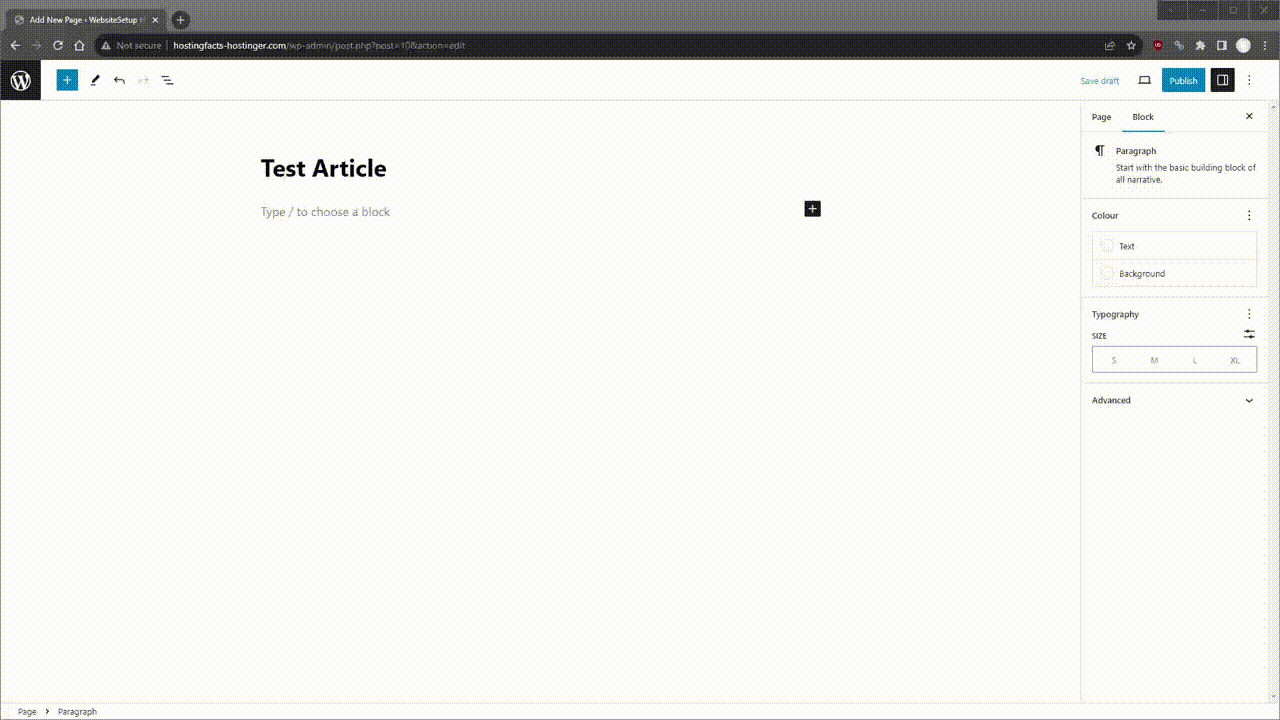 Add New Page ‹ WebsiteSetup
Not secure | hostingfacts-hostinger.com/wp-admin/post.php?post=10&action=edit
Save draft
Publish
Test Article
Type / to choose a block
Page
Block
Paragraph
Start with the basic building block of
all narrative.
Colour
Text
Background
Typography
SIZE
S M L XL
Advanced
Page > Paragraph